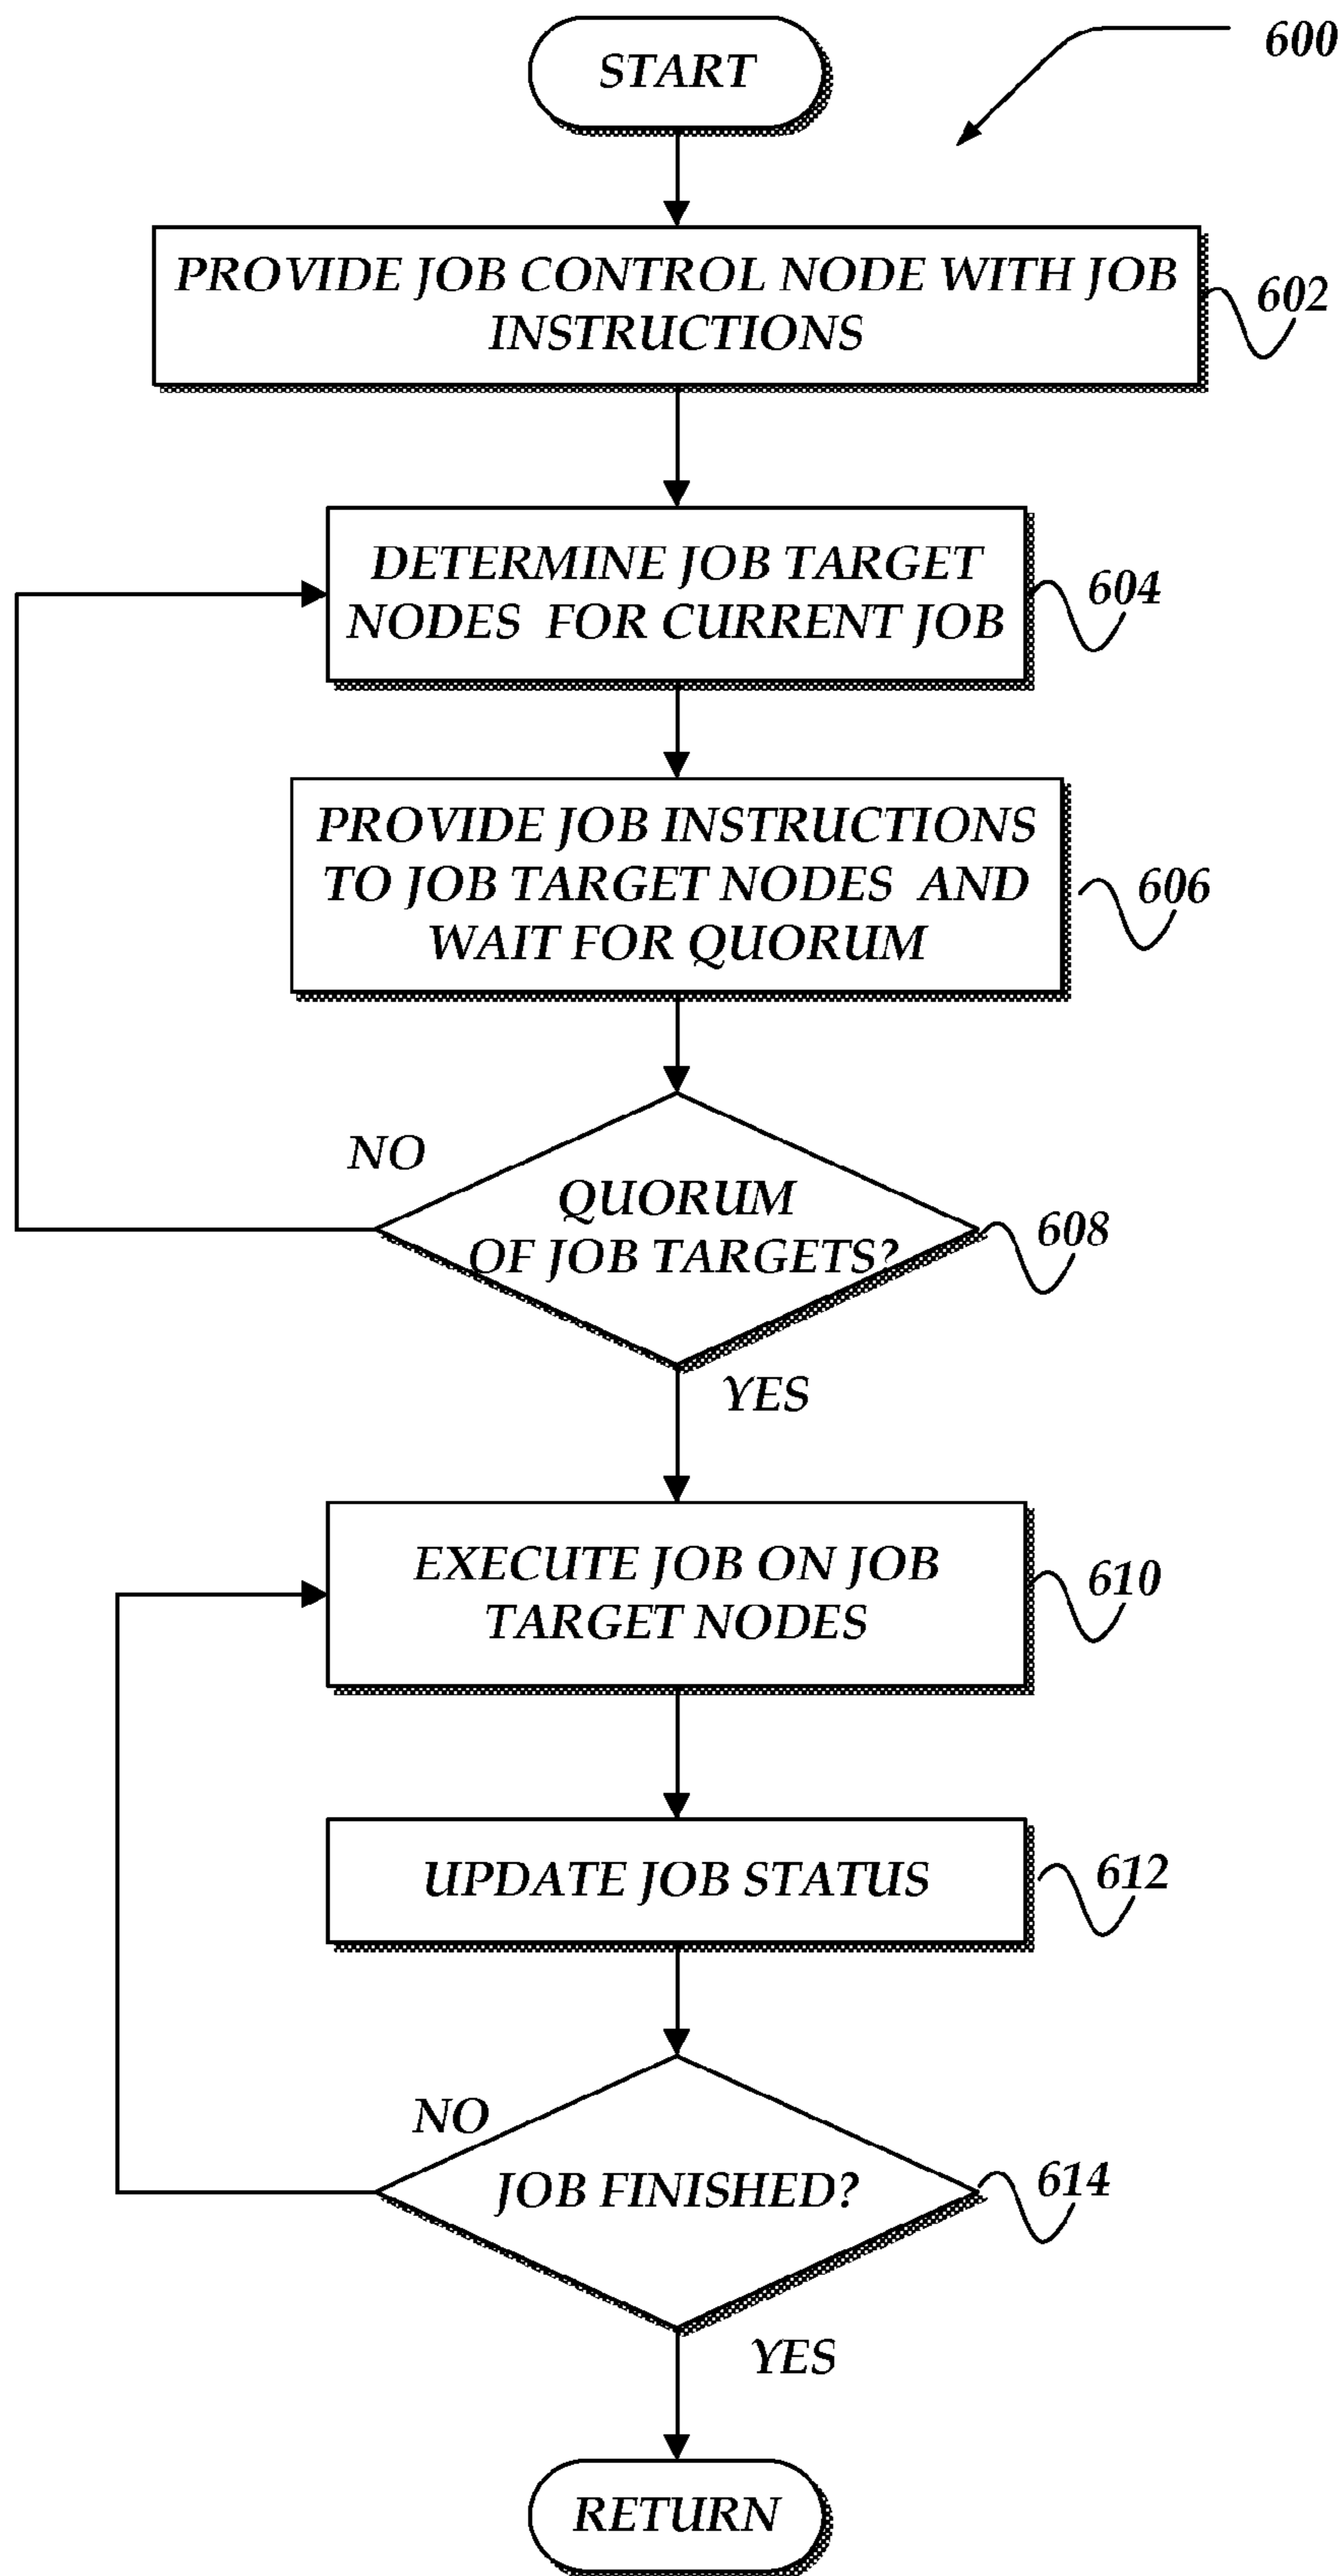 START
600
PROVIDE JOB CONTROL NODE WITH JOB
INSTRUCTIONS
602
DETERMINE JOB TARGET
NODES FOR CURRENT JOB
604
PROVIDE JOB INSTRUCTIONS
TO JOB TARGET NODES AND
WAIT FOR QUORUM
606
NO
QUORUM
OF JOB TARGETS?
608
YES
EXECUTE JOB ON JOB
TARGET NODES
610
UPDATE JOB STATUS
612
NO
JOB FINISHED?
614
YES
RETURN